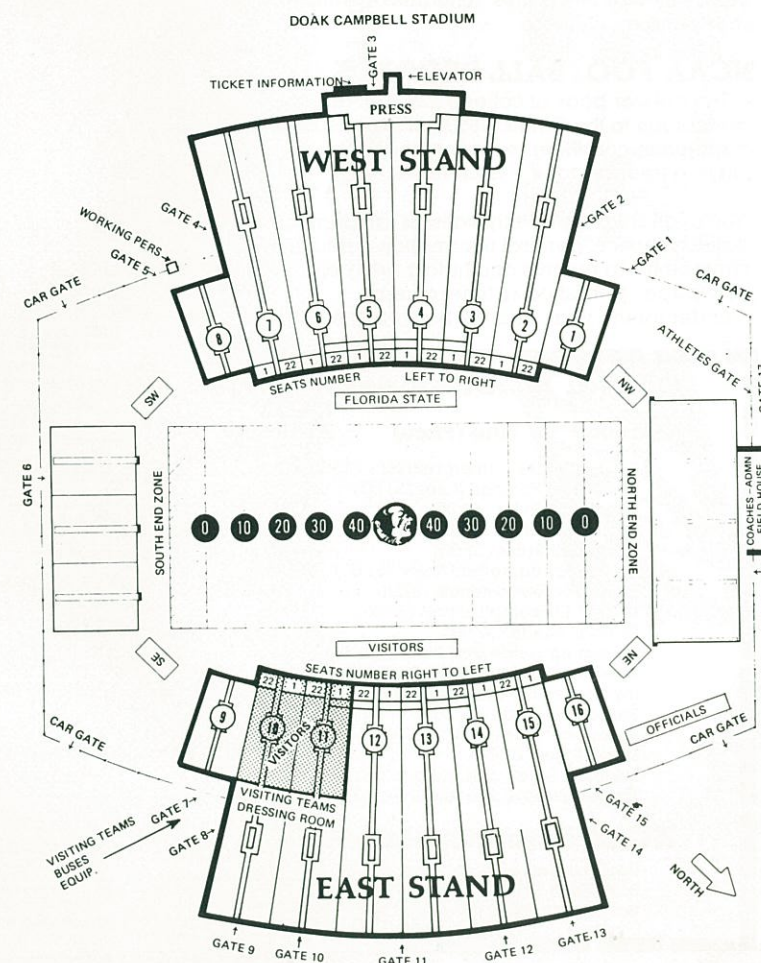 DOAK CAMPBELL STADIUM
GATE 3
TICKET INFORMATION
ELEVATOR
PRESS
WEST STAND
GATE 4
GATE 2
WORKING PERS
GATE 5
GATE 1
CAR GATE
CAR GATE
8
7
6
5
4
3
2
1
1 22 1 22 1 22 1 22 1 22 1 22
SEATS NUMBER LEFT TO RIGHT
ATHLETES GATE
SW
FLORIDA STATE
NW
GATE 6
SOUTH END ZONE
0 10 20 30 40 40 30 20 10 0
NORTH END ZONE
COACHES - ADMN
FIELD HOUSE
VISITORS
SE
NE
SEATS NUMBER RIGHT TO LEFT
22 1 22 1 22 1 22 1 22 1 22 1
9
10
11
12
13
14
15
16
VISITORS
OFFICIALS
CAR GATE
CAR GATE
VISITING TEAMS
DRESSING ROOM
GATE 7
GATE 8
VISITING TEAMS
BUSES
EQUIP.
GATE 15
GATE 14
EAST STAND
NORTH
GATE 9
GATE 10
GATE 11
GATE 12
GATE 13